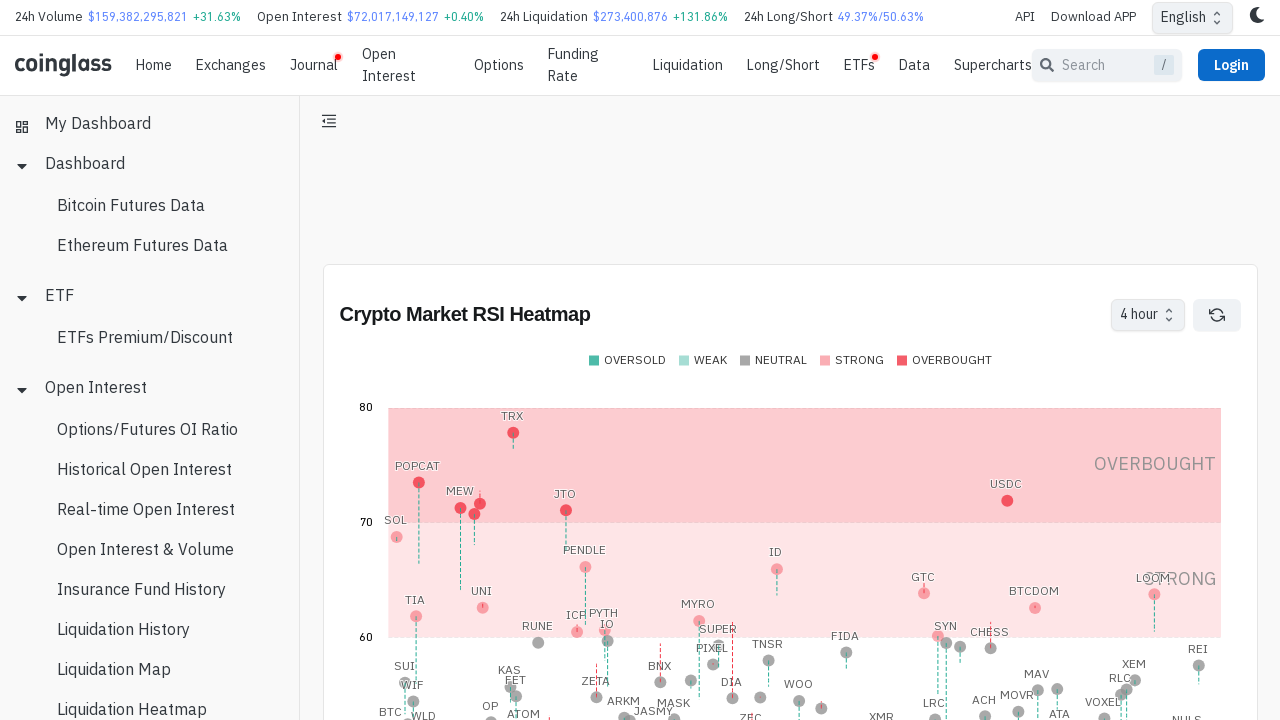 24h Volume $159,382,295,821 +31.63% Open Interest $72,017,149,127 +0.40% 24h Liquidation $273,400,876 +131.86% 24h Long/Short 49.37%/50.63% API Download APP English
coinglass Home Exchanges Journal Open Interest Options Funding Rate Liquidation Long/Short ETFs Data Supercharts Search / Login
My Dashboard
Dashboard
Bitcoin Futures Data
Ethereum Futures Data
ETF
ETFs Premium/Discount
Open Interest
Options/Futures OI Ratio
Historical Open Interest
Real-time Open Interest
Open Interest & Volume
Insurance Fund History
Liquidation History
Liquidation Map
Liquidation Heatmap
Crypto Market RSI Heatmap 4 hour
OVERSOLD WEAK NEUTRAL STRONG OVERBOUGHT
80
TRX
POPCAT OVERBOUGHT
MEW JTO USDC
70 SOL
PENDLE ID
GTC LOOM STRONG
UNI BTCDOM
TIA MYRO
ICP PYTH
RUNE IO SUPER SYN CHESS
60 FIDA
PIXEL TNSR REI
SUI KAS BNX XEM
WIF FET ZETA DIA WOO MAV RLC
OP ARKM MASK LRC ACH MOVR VOXEL
BTC WLD ATOM JASMY ZEC XMR ATA NULS